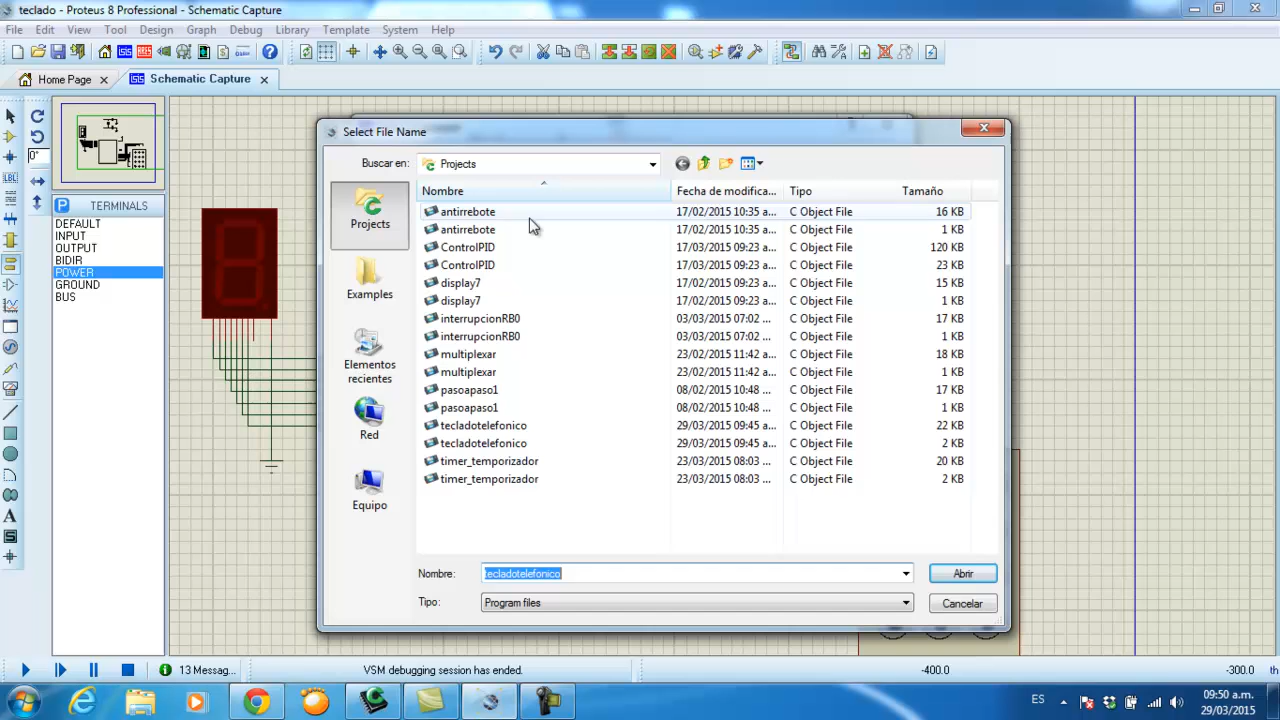 teclado - Proteus 8 Professional - Schematic Capture
File Edit View Tool Design Graph Debug Library Template System Help
Home Page Schematic Capture
0°
LBL
TERMINALS
DEFAULT
INPUT
OUTPUT
BIDIR
POWER
GROUND
BUS
Select File Name
Buscar en: Projects
Projects
Examples
Elementos recientes
Red
Equipo
Nombre Fecha de modifica... Tipo Tamaño
antirrebote 17/02/2015 10:35 a... C Object File 16 KB
antirrebote 17/02/2015 10:35 a... C Object File 1 KB
ControlPID 17/03/2015 09:23 a... C Object File 120 KB
ControlPID 17/03/2015 09:23 a... C Object File 23 KB
display7 17/02/2015 09:23 a... C Object File 15 KB
display7 17/02/2015 09:23 a... C Object File 1 KB
interrupcionRB0 03/03/2015 07:02 ... C Object File 17 KB
interrupcionRB0 03/03/2015 07:02 ... C Object File 1 KB
multiplexar 23/02/2015 11:42 a... C Object File 18 KB
multiplexar 23/02/2015 11:42 a... C Object File 1 KB
pasoapaso1 08/02/2015 10:48 ... C Object File 17 KB
pasoapaso1 08/02/2015 10:48 ... C Object File 1 KB
tecladotelefonico 29/03/2015 09:45 a... C Object File 22 KB
tecladotelefonico 29/03/2015 09:45 a... C Object File 2 KB
timer_temporizador 23/03/2015 08:03 ... C Object File 20 KB
timer_temporizador 23/03/2015 08:03 ... C Object File 2 KB
Nombre: tecladotelefonico Abrir
Tipo: Program files Cancelar
13 Messag... VSM debugging session has ended. -400.0 -300.0 th
ES 09:50 a.m.
29/03/2015